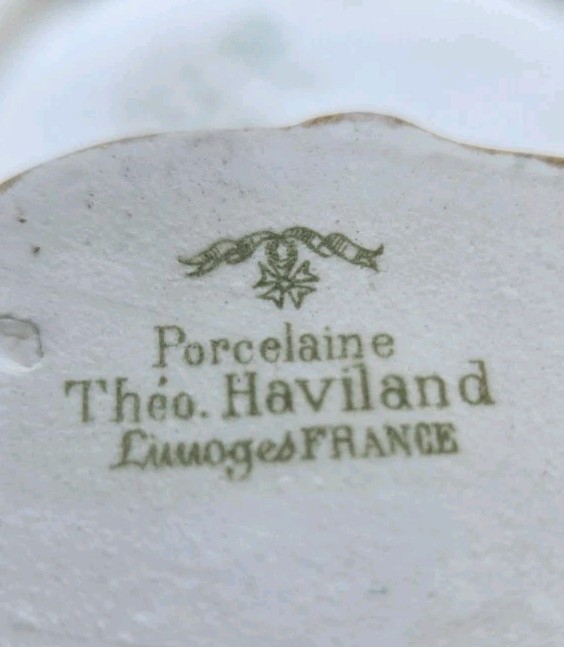 Porcelaine
Théo. Haviland
Limoges FRANCE